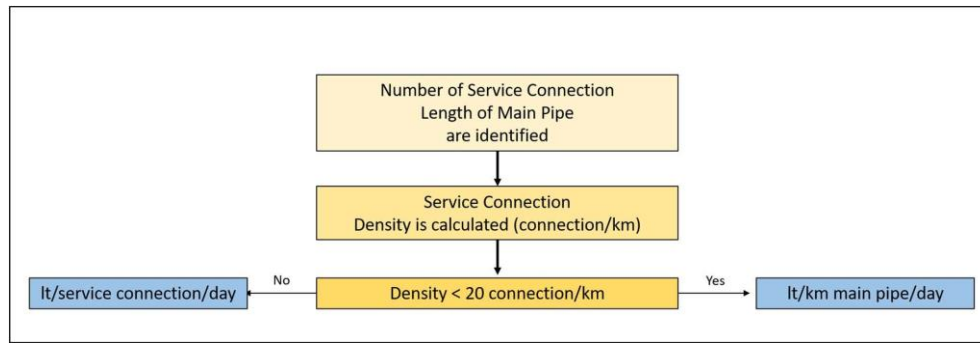 Number of Service Connection
Length of Main Pipe
are identified
Service Connection
Density is calculated (connection/km)
lt/service connection/day
No
Density < 20 connection/km
Yes
lt/km main pipe/day